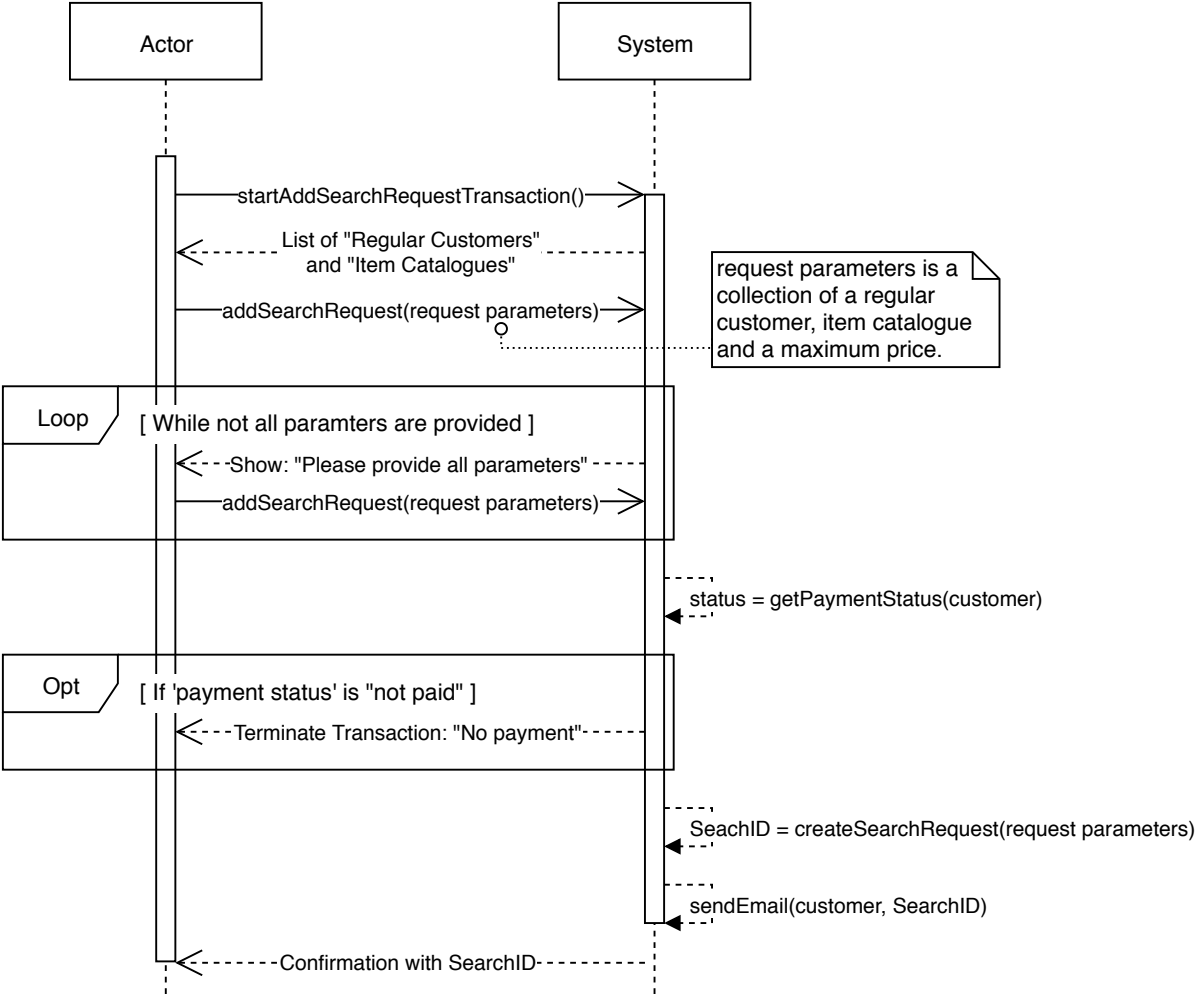 Actor
System
startAddSearchRequestTransaction()
List of "Regular Customers"
and "Item Catalogues"
request parameters is a
collection of a regular
customer, item catalogue
and a maximum price.
addSearchRequest(request parameters)
Loop
[ While not all paramters are provided ]
Show: "Please provide all parameters"
addSearchRequest(request parameters)
status = getPaymentStatus(customer)
Opt
[ If 'payment status' is "not paid" ]
Terminate Transaction: "No payment"
SeachID = createSearchRequest(request parameters)
sendEmail(customer, SearchID)
Confirmation with SearchID